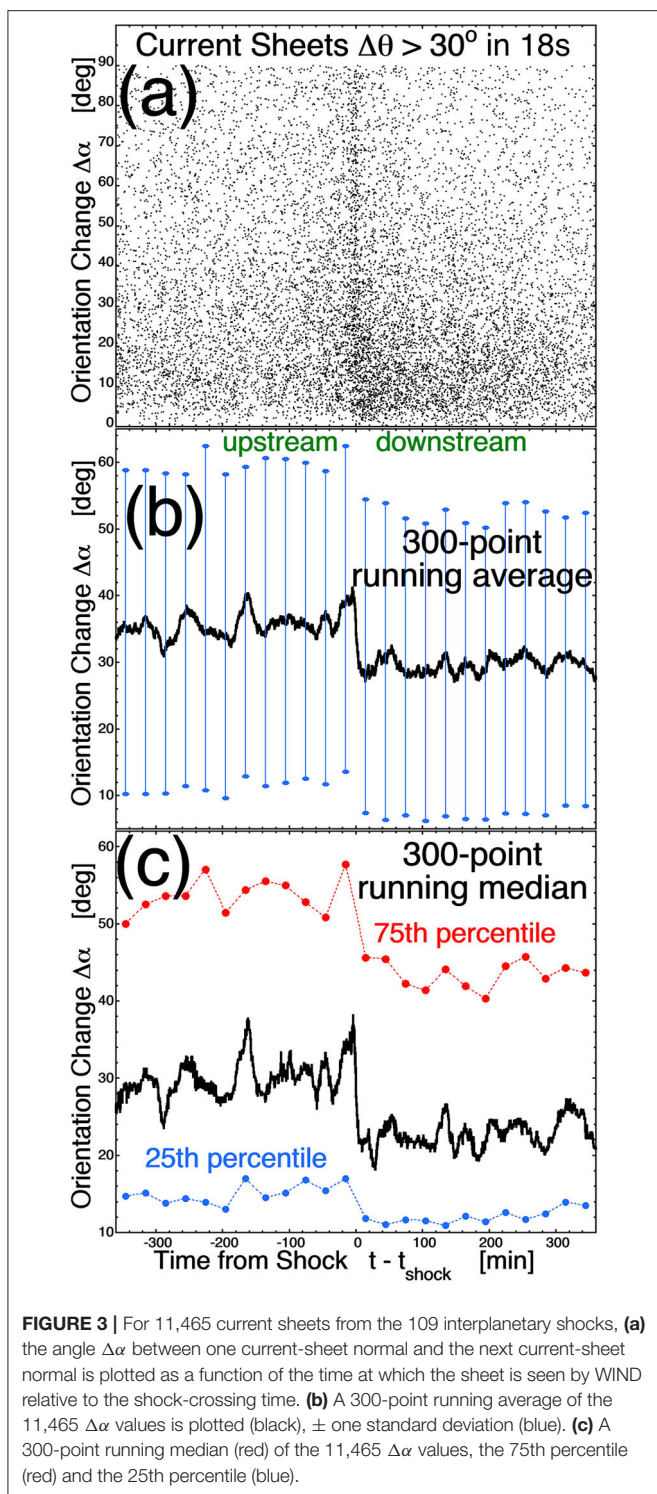 Current Sheets Δθ > 30° in 18s
(a)
Orientation Change Δα [deg]
90
80
70
60
50
40
30
20
10
0
upstream downstream
(b)
300-point
running average
Orientation Change Δα [deg]
60
50
40
30
20
10
(c)
300-point
running median
75th percentile
25th percentile
Orientation Change Δα [deg]
60
50
40
30
20
10
-300 -200 -100 0 100 200 300
Time from Shock t - t_shock [min]
FIGURE 3 | For 11,465 current sheets from the 109 interplanetary shocks, (a)
the angle Δα between one current-sheet normal and the next current-sheet
normal is plotted as a function of the time at which the sheet is seen by WIND
relative to the shock-crossing time. (b) A 300-point running average of the
11,465 Δα values is plotted (black), ± one standard deviation (blue). (c) A
300-point running median (red) of the 11,465 Δα values, the 75th percentile
(red) and the 25th percentile (blue).